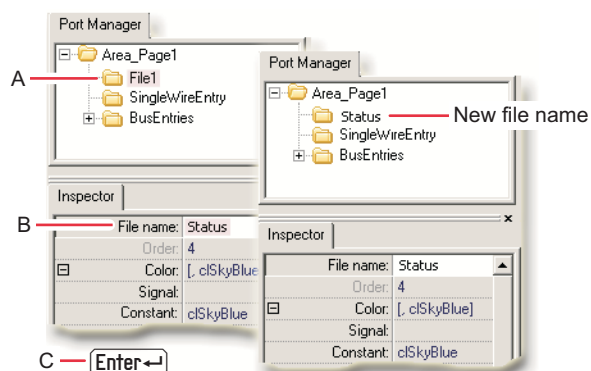 Port Manager
Area_Page1
A
File1
SingleWireEntry
BusEntries
Inspector
B
File name: Status
Order: 4
Color: [, clSkyBlue
Signal:
Constant: clSkyBlue
C
Enter
Port Manager
Area_Page1
Status
New file name
SingleWireEntry
BusEntries
Inspector
File name: Status
Order: 4
Color: [, clSkyBlue]
Signal:
Constant: clSkyBlue